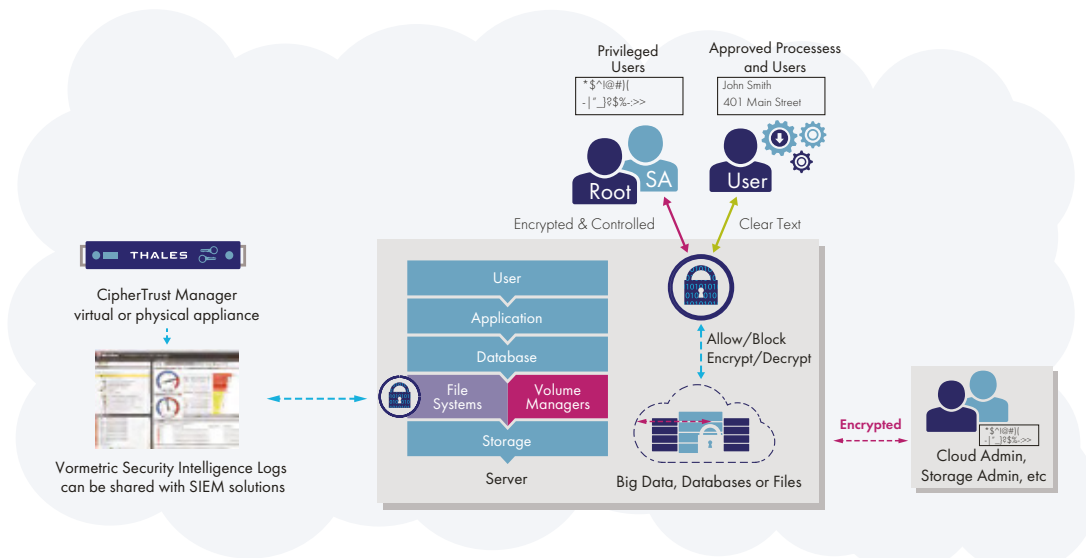 Privileged
Users
*$^!@#)(
-|"_}?$%-:>>
Approved Processess
and Users
John Smith
401 Main Street
Root
SA
User
Encrypted & Controlled
Clear Text
THALES
CipherTrust Manager
virtual or physical appliance
Vormetric Security Intelligence Logs
can be shared with SIEM solutions
User
Application
Database
File
Systems
Volume
Managers
Storage
Server
Allow/Block
Encrypt/Decrypt
Big Data, Databases or Files
Encrypted
*$^!@#)(
-|"_}?$%-:>>
Cloud Admin,
Storage Admin, etc